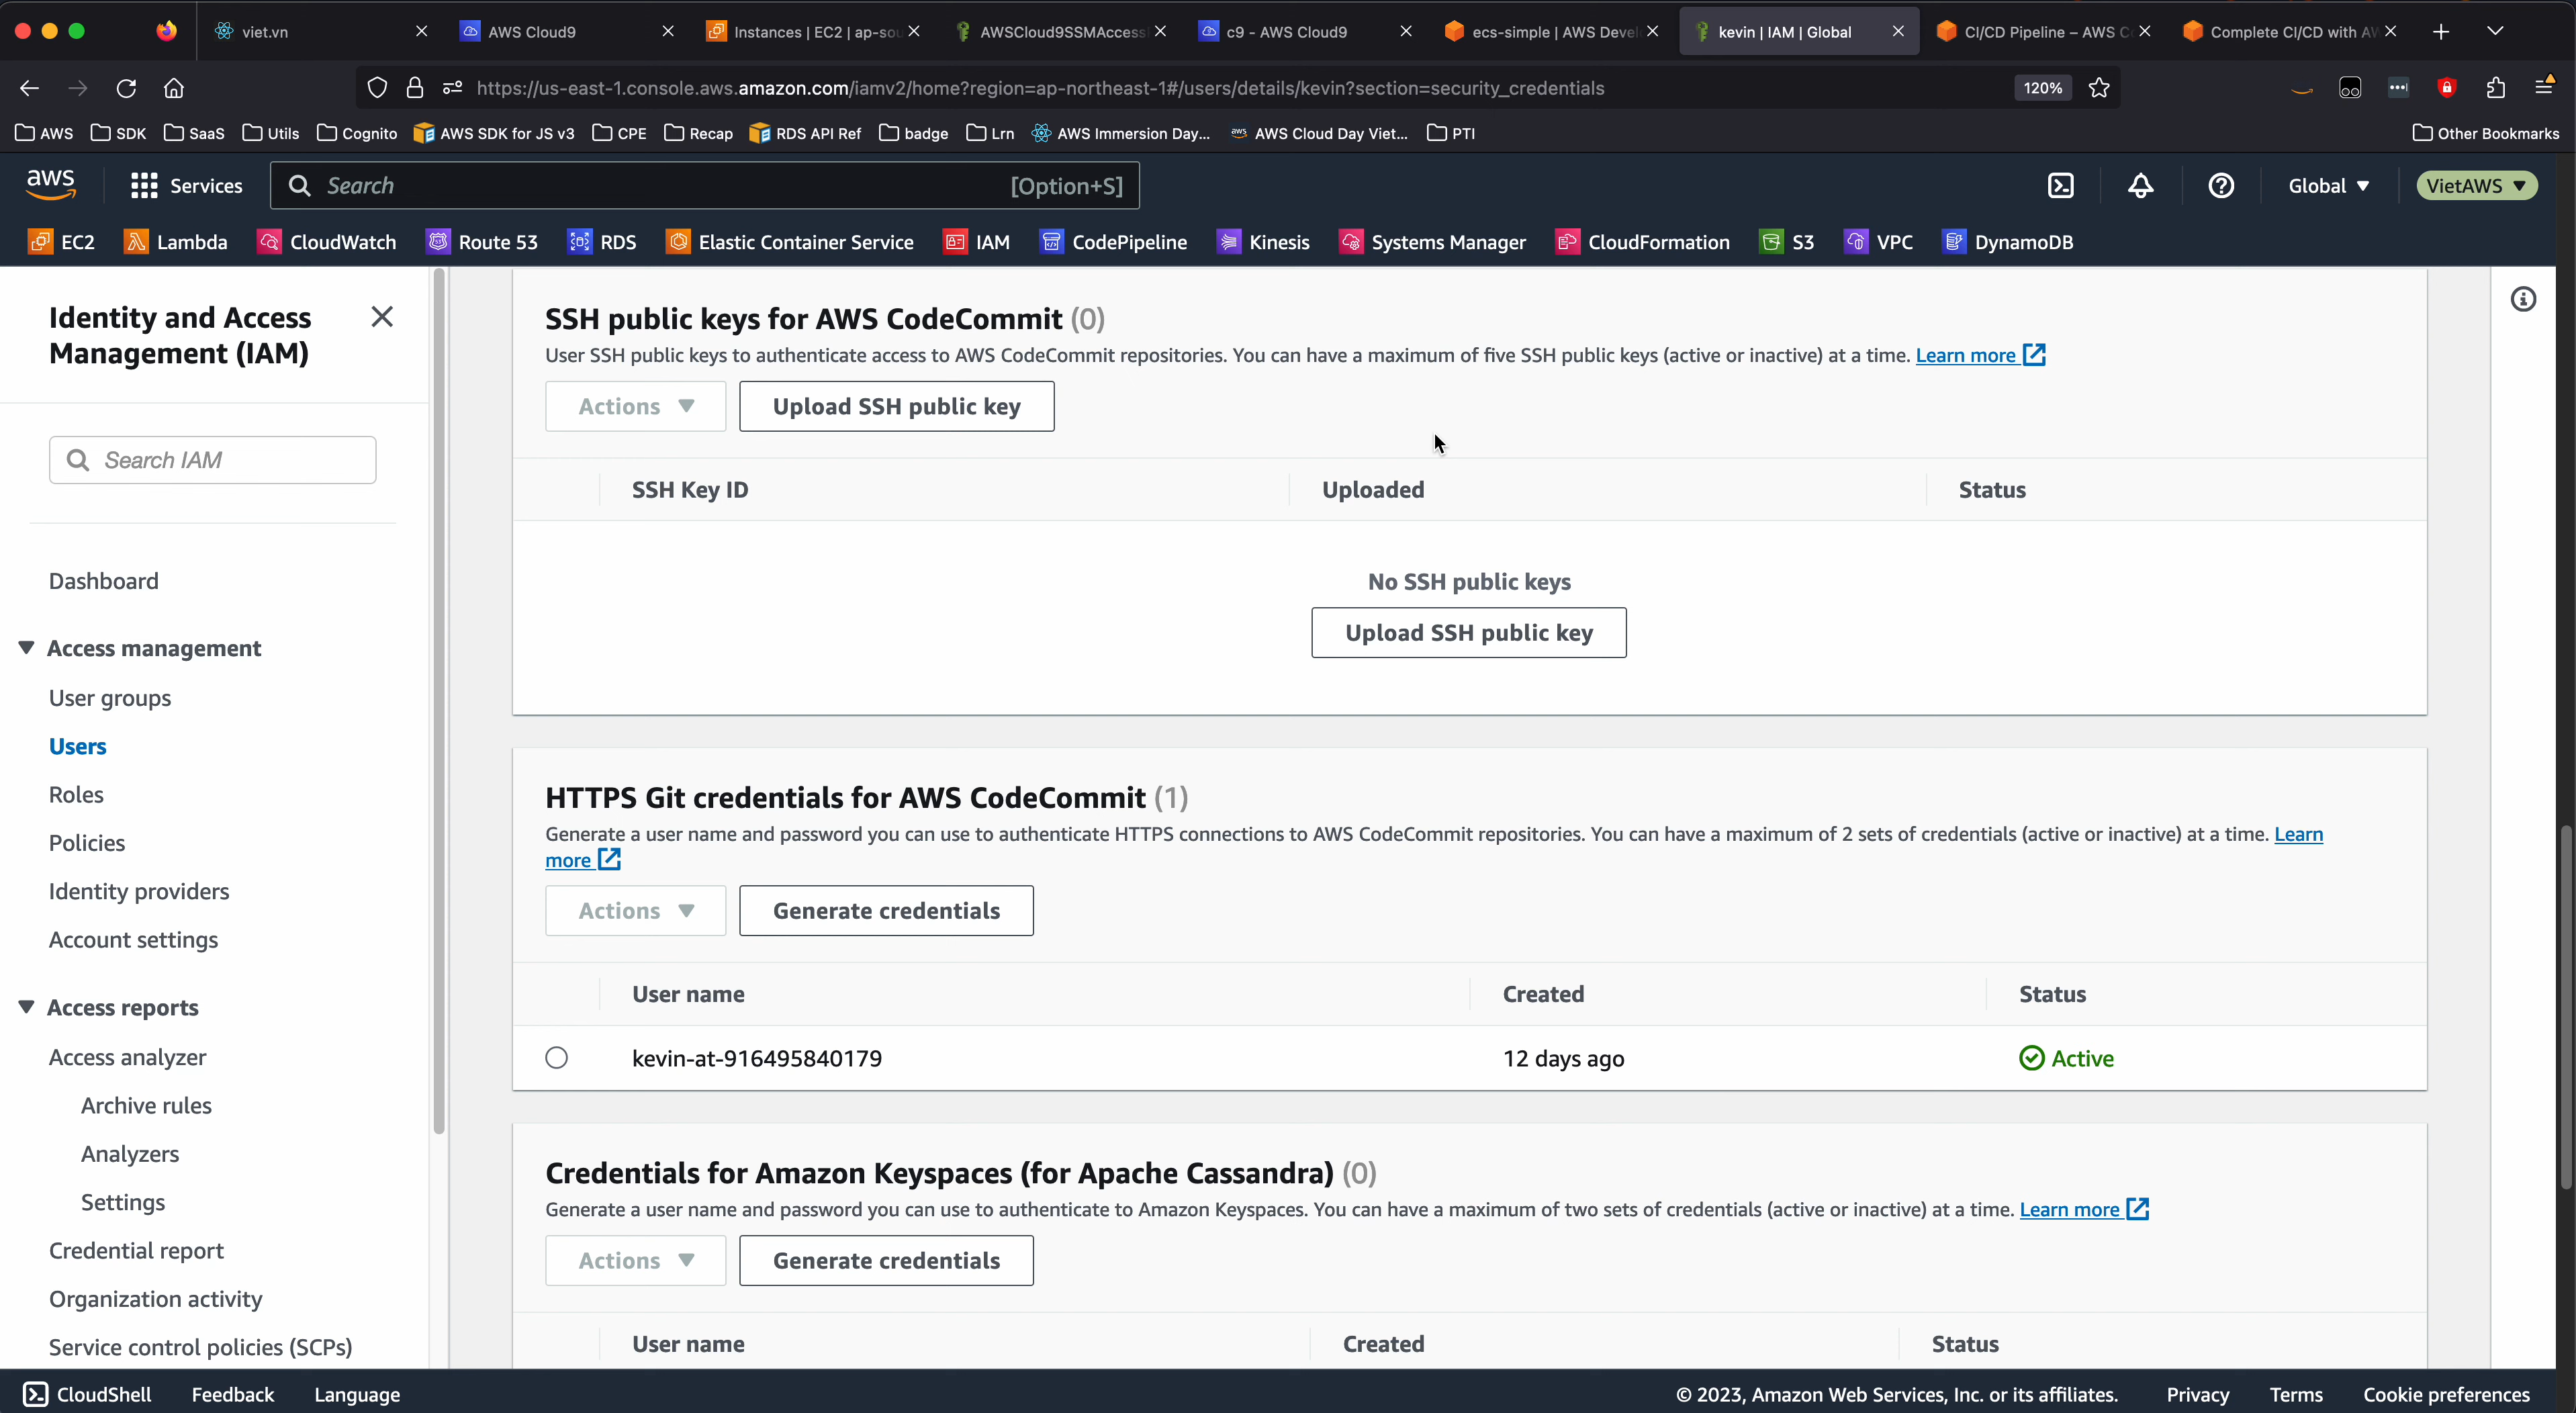 viet.vn
AWS Cloud9
Instances | EC2 | ap-sou
AWSCloud9SSMAccess
c9 - AWS Cloud9
ecs-simple | AWS Devel
kevin | IAM | Global
CI/CD Pipeline – AWS C
Complete CI/CD with AW
https://us-east-1.console.aws.amazon.com/iamv2/home?region=ap-northeast-1#/users/details/kevin?section=security_credentials
120%
AWS
SDK
SaaS
Utils
Cognito
AWS SDK for JS v3
CPE
Recap
RDS API Ref
badge
Lrn
AWS Immersion Day...
aws
AWS Cloud Day Viet...
PTI
Other Bookmarks
aws
Services
Search
[Option+S]
Global
VietAWS
EC2
Lambda
CloudWatch
Route 53
RDS
Elastic Container Service
IAM
CodePipeline
Kinesis
Systems Manager
CloudFormation
S3
VPC
DynamoDB
Identity and Access
Management (IAM)
Search IAM
Dashboard
Access management
User groups
Users
Roles
Policies
Identity providers
Account settings
Access reports
Access analyzer
Archive rules
Analyzers
Settings
Credential report
Organization activity
Service control policies (SCPs)
SSH public keys for AWS CodeCommit (0)
User SSH public keys to authenticate access to AWS CodeCommit repositories. You can have a maximum of five SSH public keys (active or inactive) at a time. Learn more
Actions
Upload SSH public key
SSH Key ID
Uploaded
Status
No SSH public keys
Upload SSH public key
HTTPS Git credentials for AWS CodeCommit (1)
Generate a user name and password you can use to authenticate HTTPS connections to AWS CodeCommit repositories. You can have a maximum of 2 sets of credentials (active or inactive) at a time. Learn
more
Actions
Generate credentials
User name
Created
Status
kevin-at-916495840179
12 days ago
Active
Credentials for Amazon Keyspaces (for Apache Cassandra) (0)
Generate a user name and password you can use to authenticate to Amazon Keyspaces. You can have a maximum of two sets of credentials (active or inactive) at a time. Learn more
Actions
Generate credentials
User name
Created
Status
CloudShell
Feedback
Language
© 2023, Amazon Web Services, Inc. or its affiliates.
Privacy
Terms
Cookie preferences